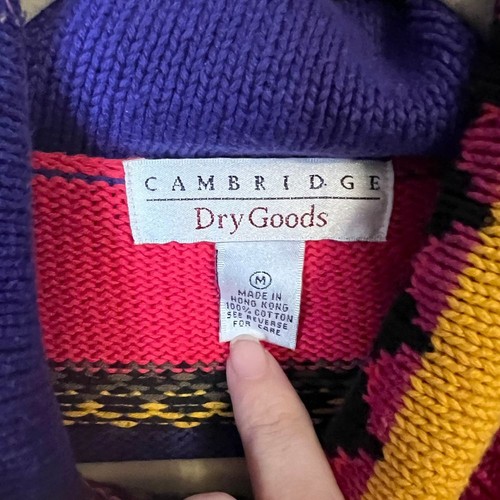 CAMBRIDGE
Dry Goods
M
MADE IN
HONG KONG
100% COTTON
SEE REVERSE
FOR CARE